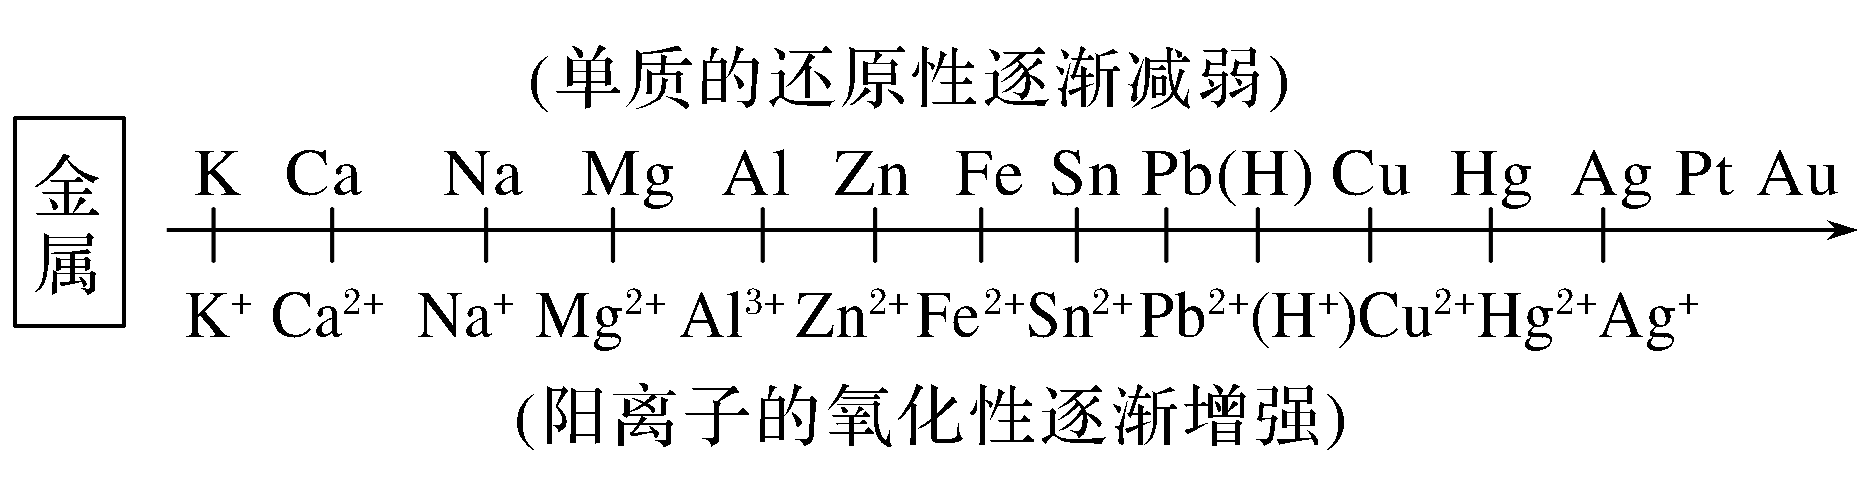 (单质的还原性逐渐减弱)
金属
K Ca Na Mg Al Zn Fe Sn Pb (H) Cu Hg Ag Pt Au
K⁺ Ca²⁺ Na⁺ Mg²⁺ Al³⁺ Zn²⁺ Fe²⁺ Sn²⁺ Pb²⁺ (H⁺) Cu²⁺ Hg²⁺ Ag⁺
(阳离子的氧化性逐渐增强)